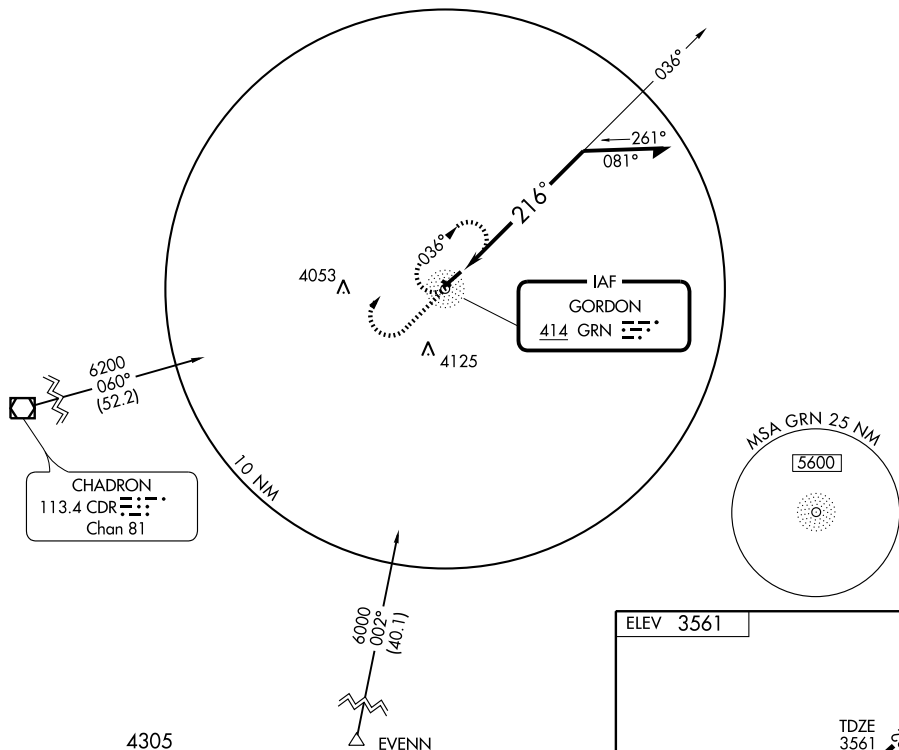 036°
261°
081°
216°
036°
4053
IAF
GORDON
414 GRN
4125
6200
060°
(52.2)
CHADRON
113.4 CDR
Chan 81
10 NM
MSA GRN 25 NM
5600
6000
002°
(40.1)
ELEV 3561
TDZE
3561
4305
EVENN